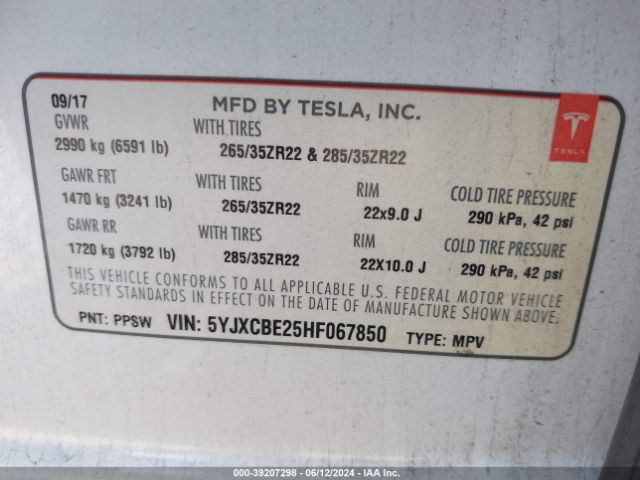 09/17 MFD BY TESLA, INC.
TESLA
GVWR WITH TIRES
2990 kg (6591 lb) 265/35ZR22 & 285/35ZR22
GAWR FRT WITH TIRES RIM COLD TIRE PRESSURE
1470 kg (3241 lb) 265/35ZR22 22x9.0 J 290 kPa, 42 psi
GAWR RR WITH TIRES RIM COLD TIRE PRESSURE
1720 kg (3792 lb) 285/35ZR22 22X10.0 J 290 kPa, 42 psi
THIS VEHICLE CONFORMS TO ALL APPLICABLE U.S. FEDERAL MOTOR VEHICLE
SAFETY STANDARDS IN EFFECT ON THE DATE OF MANUFACTURE SHOWN ABOVE.
PNT: PPSW VIN: 5YJXCBE25HF067850 TYPE: MPV
000-39207298 - 06/12/2024 - IAA Inc.